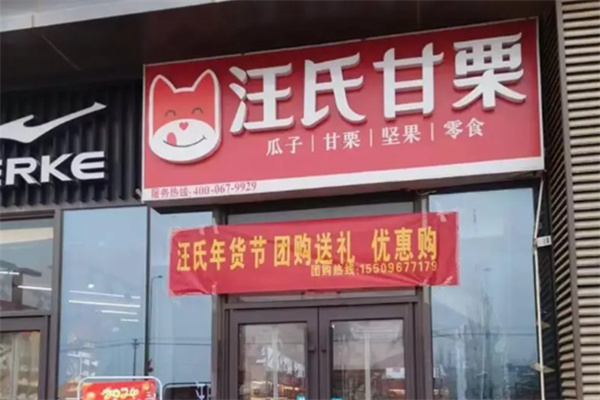 汪氏甘栗
瓜子|甘栗|坚果|零食
服务热线:400-067-9929
ERKE
汪氏年货节 团购送礼 优惠购
团购热线:15509677179